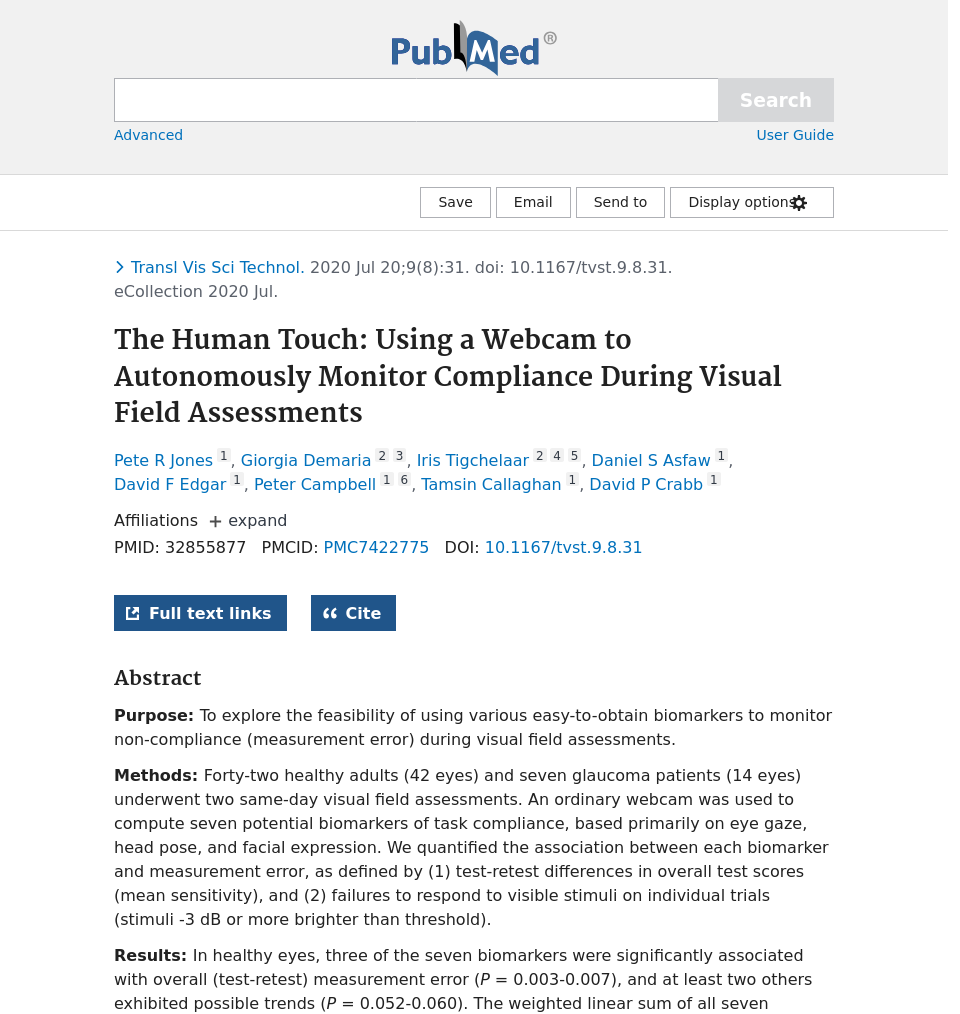 PubMed®
Search
Advanced
User Guide
Save
Email
Send to
Display options
Transl Vis Sci Technol. 2020 Jul 20;9(8):31. doi: 10.1167/tvst.9.8.31.
eCollection 2020 Jul.
The Human Touch: Using a Webcam to
Autonomously Monitor Compliance During Visual
Field Assessments
Pete R Jones 1, Giorgia Demaria 2 3, Iris Tigchelaar 2 4 5, Daniel S Asfaw 1,
David F Edgar 1, Peter Campbell 1 6, Tamsin Callaghan 1, David P Crabb 1
Affiliations + expand
PMID: 32855877 PMCID: PMC7422775 DOI: 10.1167/tvst.9.8.31
Full text links
Cite
Abstract
Purpose: To explore the feasibility of using various easy-to-obtain biomarkers to monitor
non-compliance (measurement error) during visual field assessments.
Methods: Forty-two healthy adults (42 eyes) and seven glaucoma patients (14 eyes)
underwent two same-day visual field assessments. An ordinary webcam was used to
compute seven potential biomarkers of task compliance, based primarily on eye gaze,
head pose, and facial expression. We quantified the association between each biomarker
and measurement error, as defined by (1) test-retest differences in overall test scores
(mean sensitivity), and (2) failures to respond to visible stimuli on individual trials
(stimuli -3 dB or more brighter than threshold).
Results: In healthy eyes, three of the seven biomarkers were significantly associated
with overall (test-retest) measurement error (P = 0.003-0.007), and at least two others
exhibited possible trends (P = 0.052-0.060). The weighted linear sum of all seven